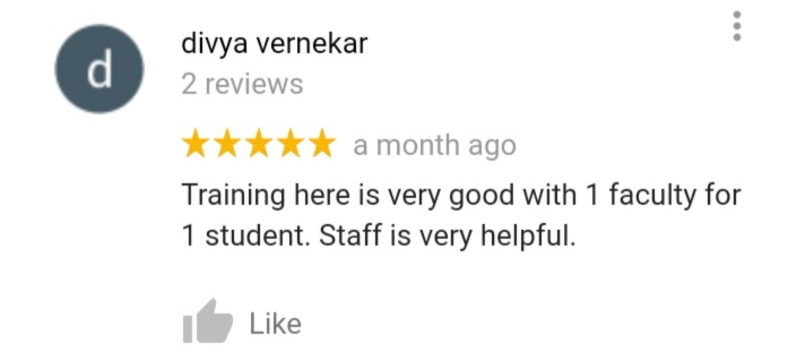 d
divya vernekar
2 reviews
a month ago
Training here is very good with 1 faculty for
1 student. Staff is very helpful.
Like